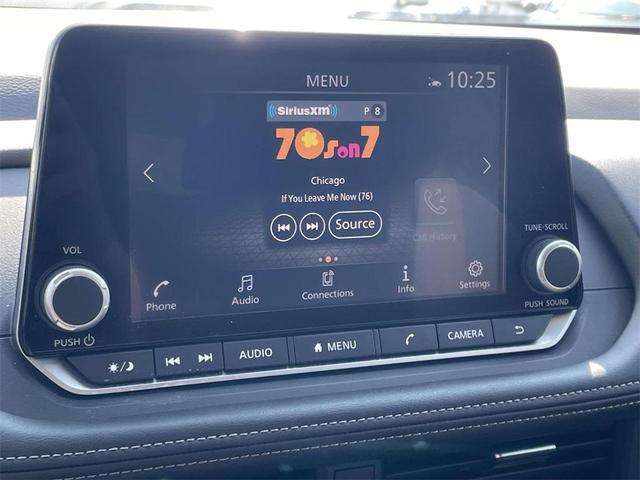 MENU
10:25
SiriusXM P 8
70s on 7
Chicago
If You Leave Me Now (76)
Source
Call History
Phone
Audio
Connections
Info
Settings
VOL
PUSH
TUNE·SCROLL
PUSH SOUND
AUDIO
MENU
CAMERA